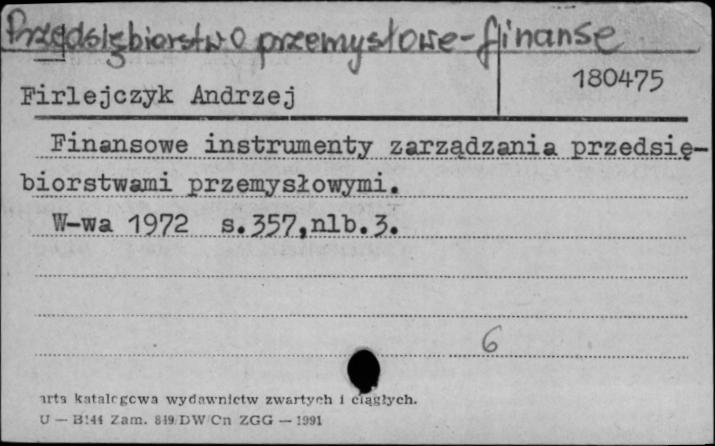 Przedsiębiorstwo przemysłowe-finanse
180475
Firlejczyk Andrzej
Finansowe instrumenty zarządzania przedsię-
biorstwami przemysłowymi.
W-wa 1972 s.357,nlb.3.
6
arta katalogowa wydawnictw zwartych i ciągłych.
U — B144 Zam. 849/DW/Cn ZGG — 1991